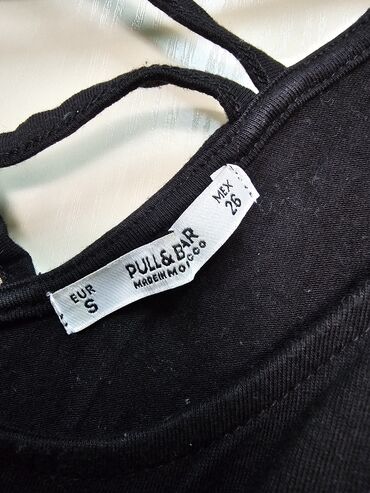 EUR
S
PULL&BEAR
MADE IN MOROCCO
MEX
26